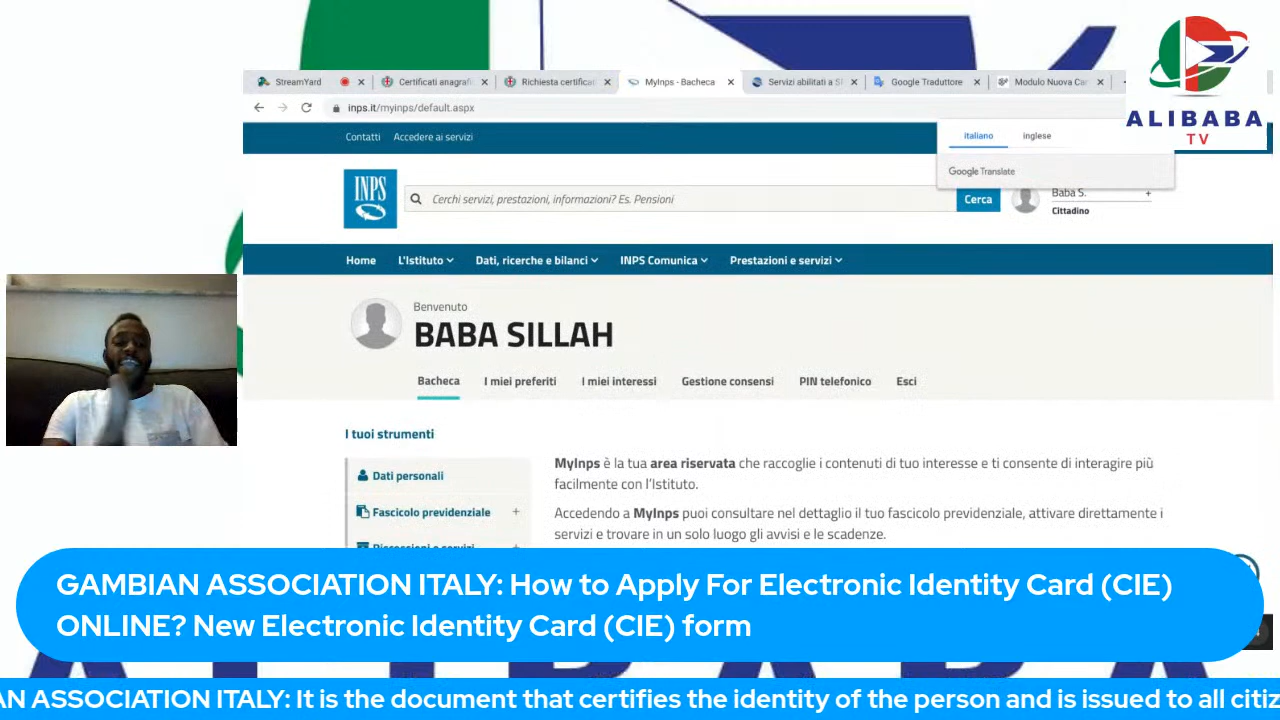 StreamYard
Certificati anagrafi
Richiesta certificat
MyInps - Bacheca
Servizi abilitati a S
Google Traduttore
Modulo Nuova Car
inps.it/myinps/default.aspx
Contatti Accedere ai servizi
italiano inglese
Google Translate
ALIBABA
TV
INPS
Cerchi servizi, prestazioni, informazioni? Es. Pensioni
Cerca
Baba S.
Cittadino
Home L'Istituto Dati, ricerche e bilanci INPS Comunica Prestazioni e servizi
Benvenuto
BABA SILLAH
Bacheca I miei preferiti I miei interessi Gestione consensi PIN telefonico Esci
I tuoi strumenti
Dati personali
Fascicolo previdenziale
MyInps è la tua area riservata che raccoglie i contenuti di tuo interesse e ti consente di interagire più
facilmente con l'Istituto.
Accedendo a MyInps puoi consultare nel dettaglio il tuo fascicolo previdenziale, attivare direttamente i
servizi e trovare in un solo luogo gli avvisi e le scadenze.
GAMBIAN ASSOCIATION ITALY: How to Apply For Electronic Identity Card (CIE)
ONLINE? New Electronic Identity Card (CIE) form
AN ASSOCIATION ITALY: It is the document that certifies the identity of the person and is issued to all citiz